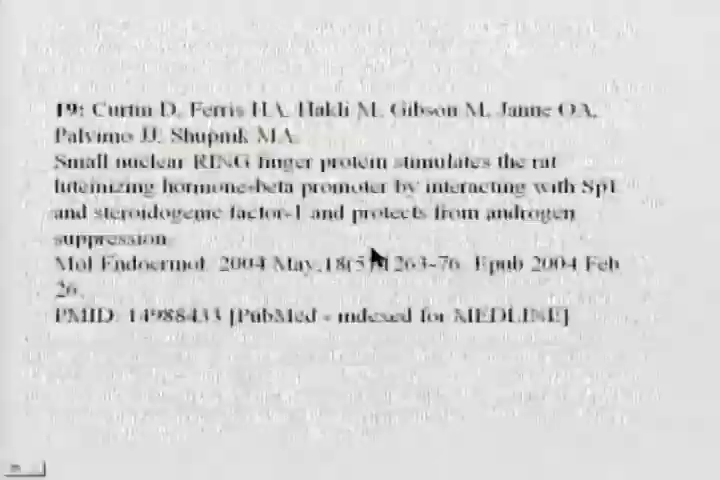 19: Curtin D, Ferris HA, Hakli M, Gibson M, Janne OA,
Palvimo JJ, Shupnik MA.
Small nuclear RING finger protein stimulates the rat
luteinizing hormone-beta promoter by interacting with Sp1
and steroidogenic factor-1 and protects from androgen
suppression.
Mol Endocrinol. 2004 May;18(5): 1263-76. Epub 2004 Feb
26.
PMID: 14988433 [PubMed - indexed for MEDLINE]